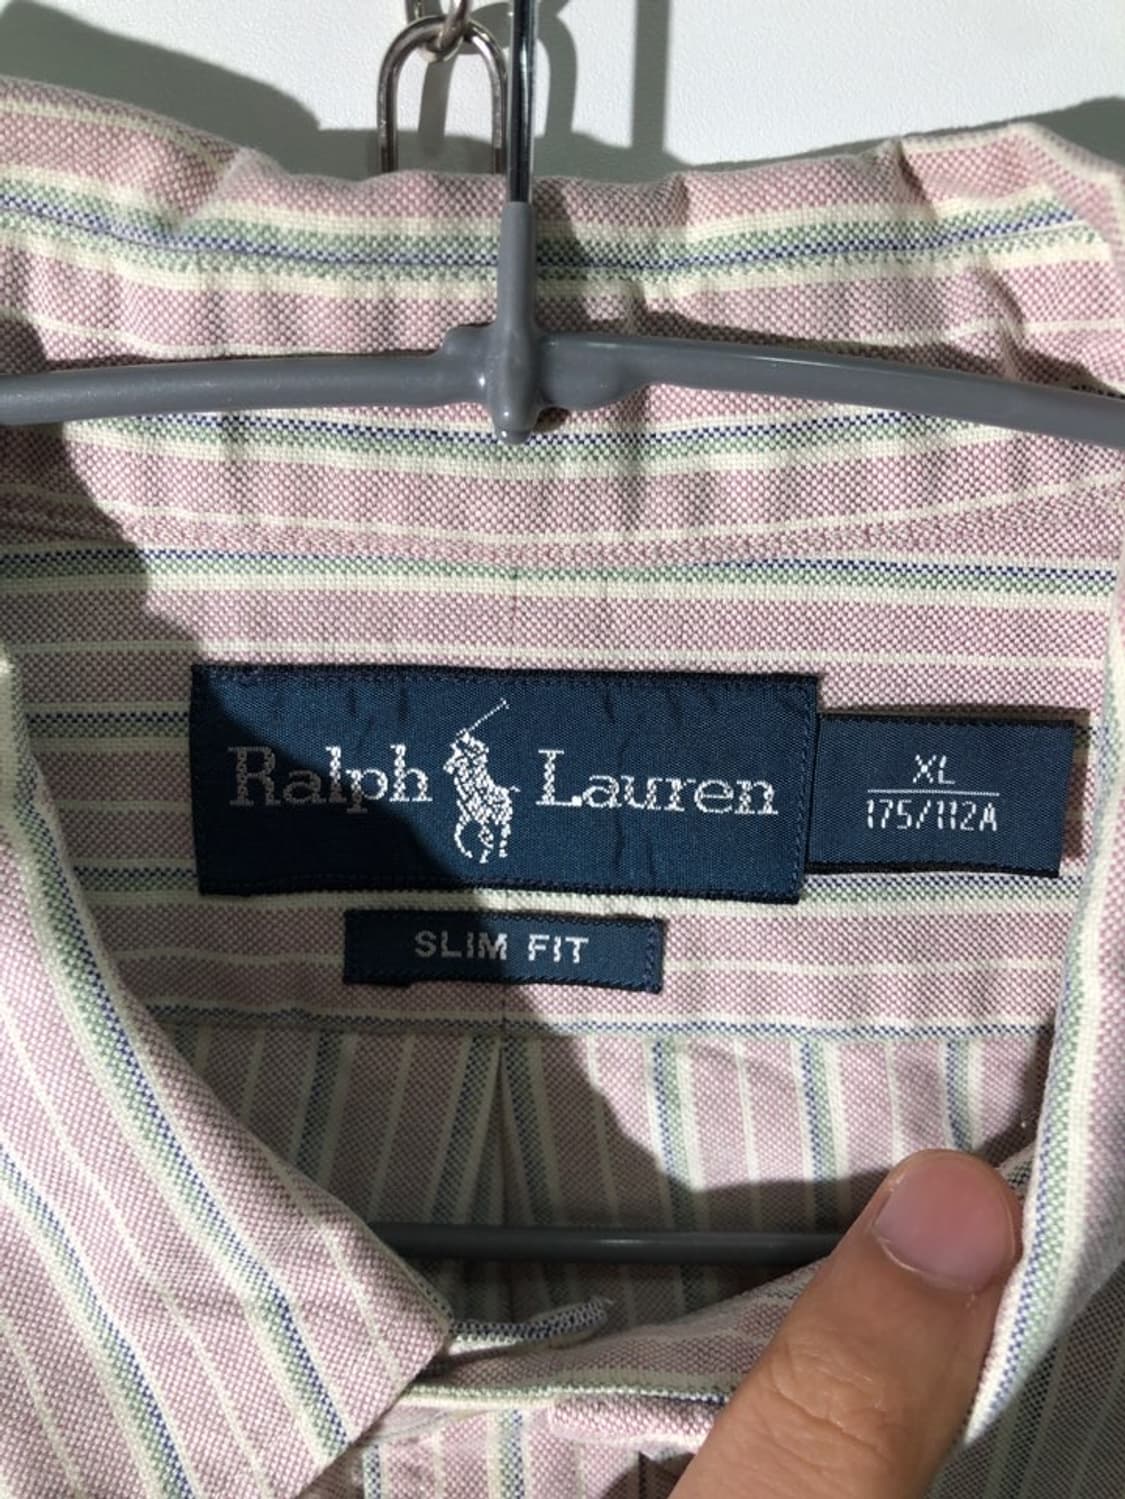 Ralph Lauren
XL
175/112A
SLIM FIT